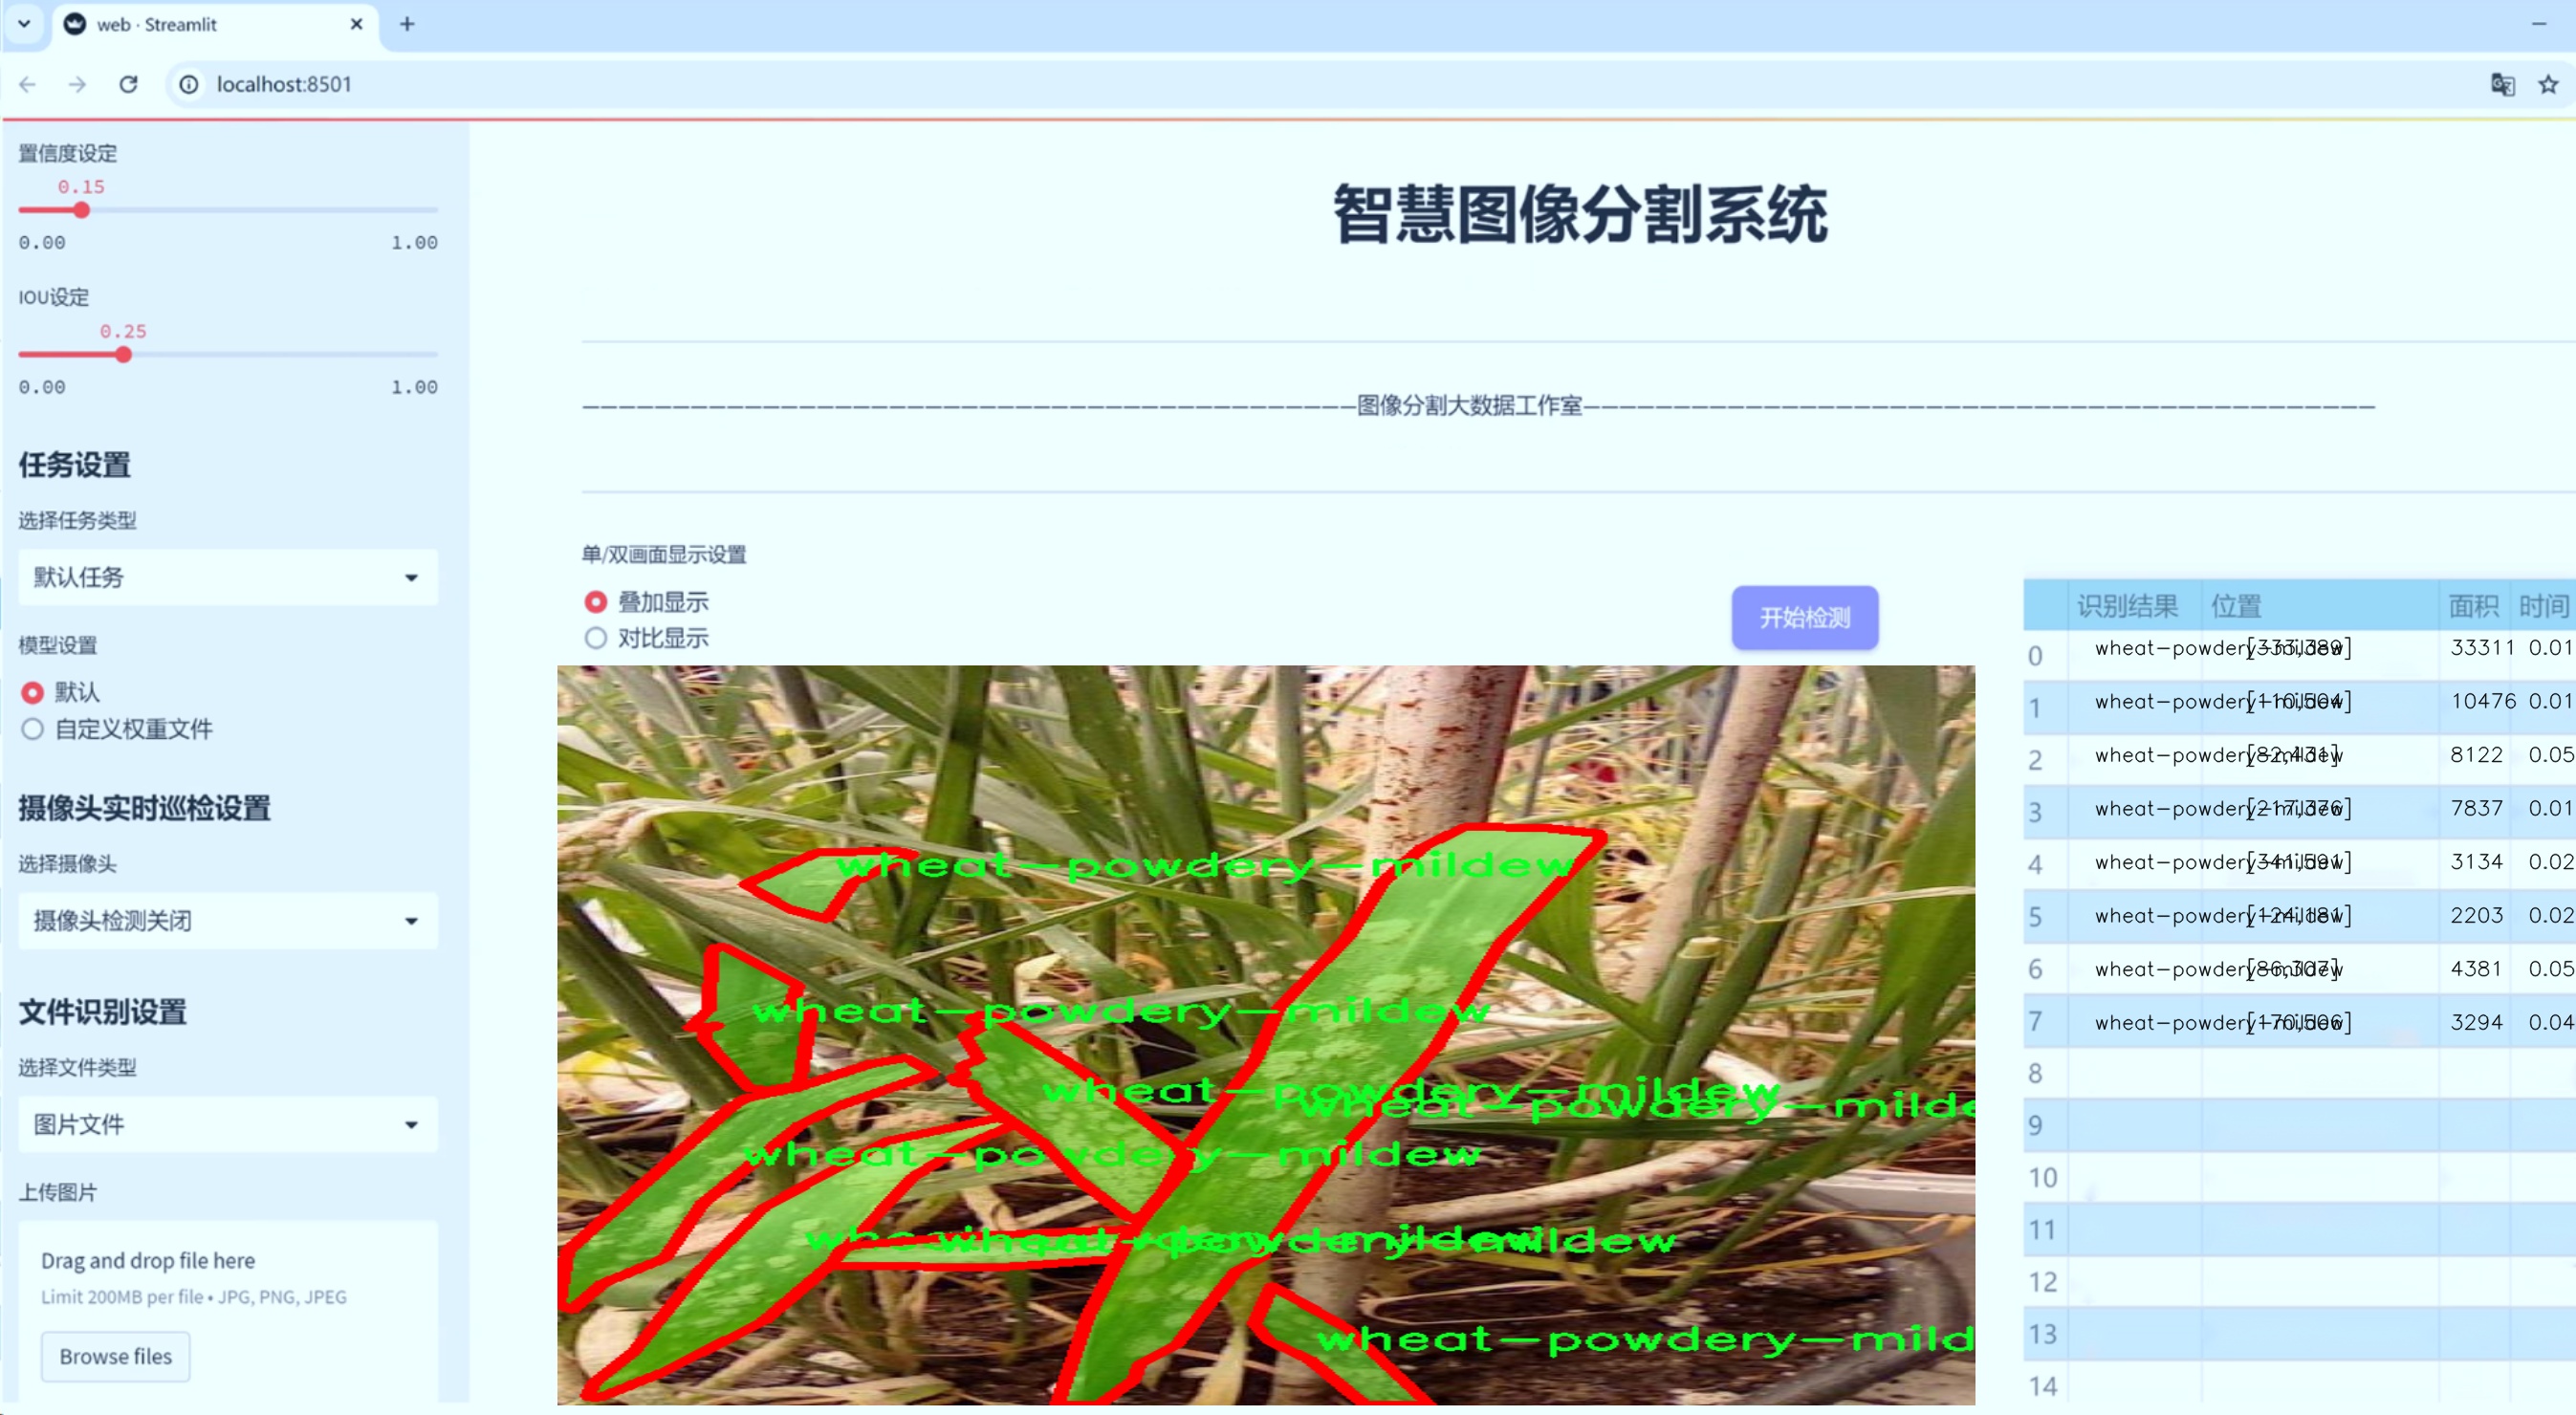 web · Streamlit
localhost:8501
置信度设定
0.15
0.00 1.00
IOU设定
0.25
0.00 1.00
任务设置
选择任务类型
默认任务
模型设置
默认
自定义权重文件
摄像头实时巡检设置
选择摄像头
摄像头检测关闭
文件识别设置
选择文件类型
图片文件
上传图片
Drag and drop file here
Limit 200MB per file • JPG, PNG, JPEG
Browse files
智慧图像分割系统
图像分割大数据工作室
单/双画面显示设置
叠加显示
对比显示
开始检测
wheat-powdery-mildew
wheat-powdery-mildew
wheat-powdery-mildew
wheat-powdery-milde
wheat-powdery-mildew
wheat-powdery-mildew
wheat-powdery-mild
识别结果 位置 面积 时间
0 wheat-powdery-mildew [333,389] 33311 0.01
1 wheat-powdery-mildew [110,504] 10476 0.01
2 wheat-powdery-mildew [82,431] 8122 0.05
3 wheat-powdery-mildew [217,376] 7837 0.01
4 wheat-powdery-mildew [341,591] 3134 0.02
5 wheat-powdery-mildew [124,181] 2203 0.02
6 wheat-powdery-mildew [86,307] 4381 0.05
7 wheat-powdery-mildew [170,506] 3294 0.04
8
9
10
11
12
13
14